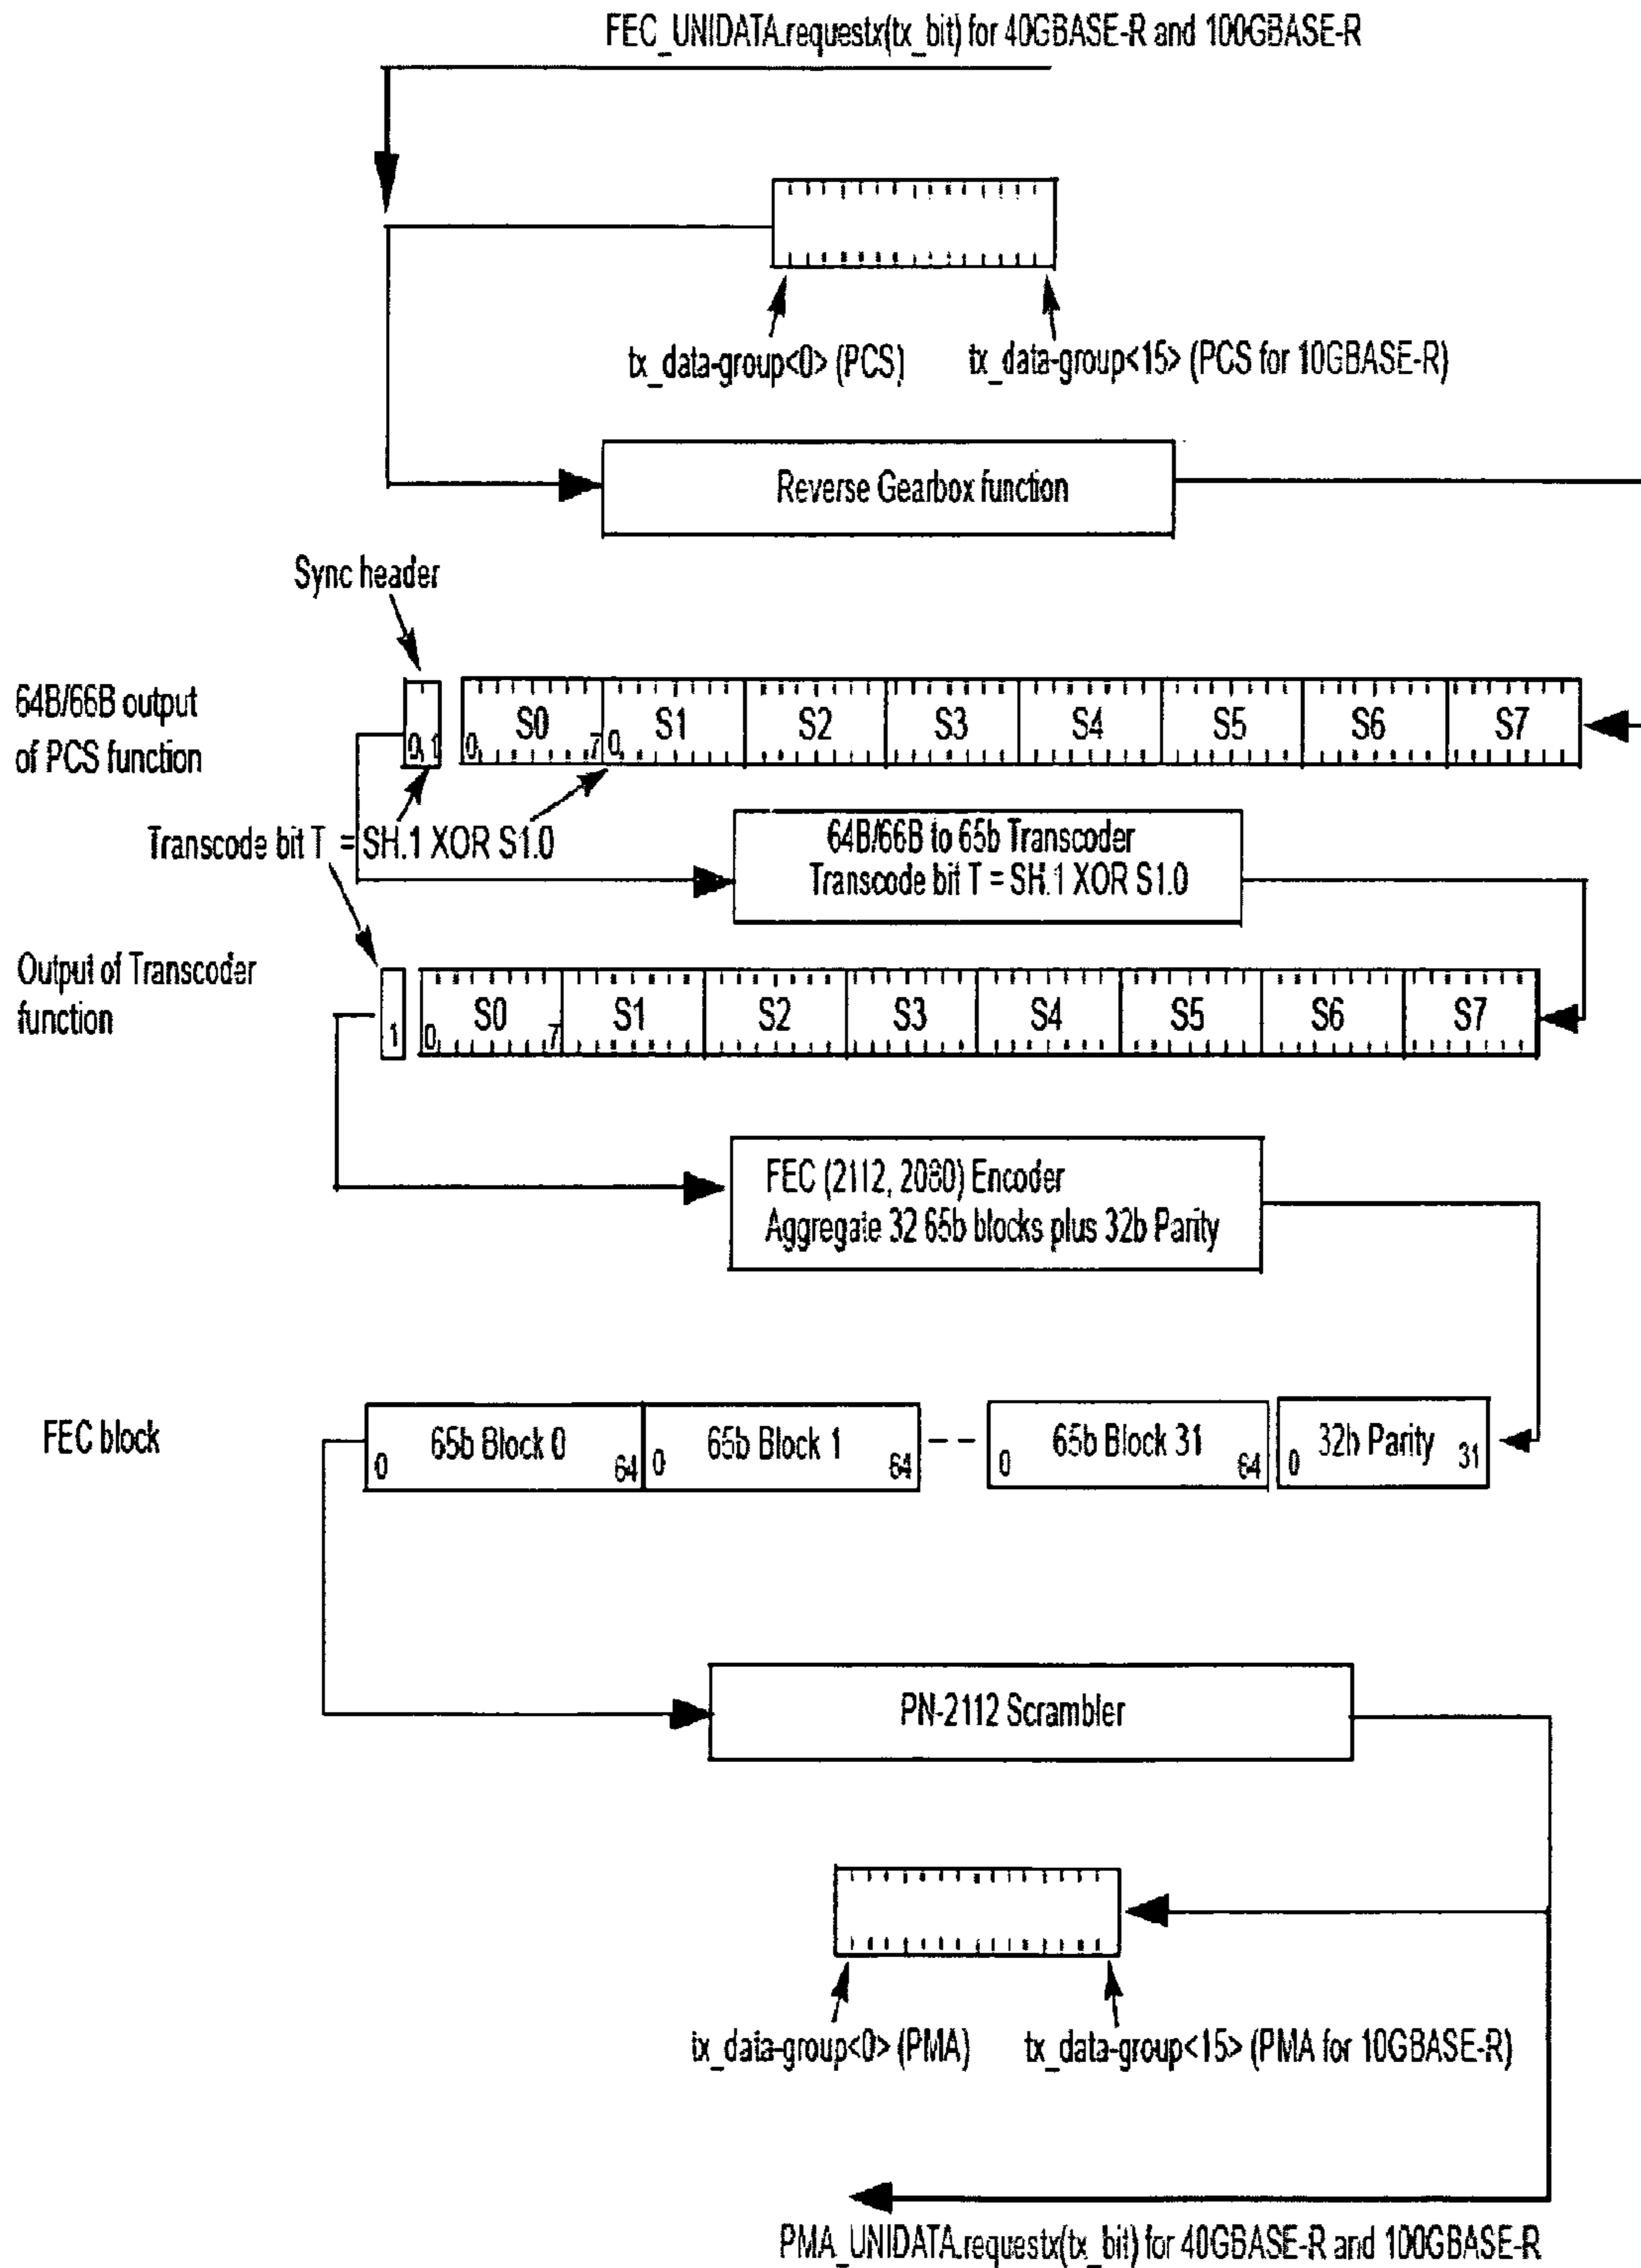 FEC_UNIDATA.requestx(tx_bit) for 40GBASE-R and 100GBASE-R
tx_data-group<0> (PCS)
tx_data-group<15> (PCS for 10GBASE-R)
Reverse Gearbox function
Sync header
64B/66B output
of PCS function
0 1
S0 S1 S2 S3 S4 S5 S6 S7
0 7 0
Transcode bit T = SH.1 XOR S1.0
64B/66B to 65b Transcoder
Transcode bit T = SH.1 XOR S1.0
Output of Transcoder
function
1
S0 S1 S2 S3 S4 S5 S6 S7
0 7
FEC (2112, 2080) Encoder
Aggregate 32 65b blocks plus 32b Parity
FEC block
65b Block 0
0 64
65b Block 1
0 64
65b Block 31
0 64
32b Parity
0 31
PN-2112 Scrambler
tx_data-group<0> (PMA)
tx_data-group<15> (PMA for 10GBASE-R)
PMA_UNIDATA.requestx(tx_bit) for 40GBASE-R and 100GBASE-R